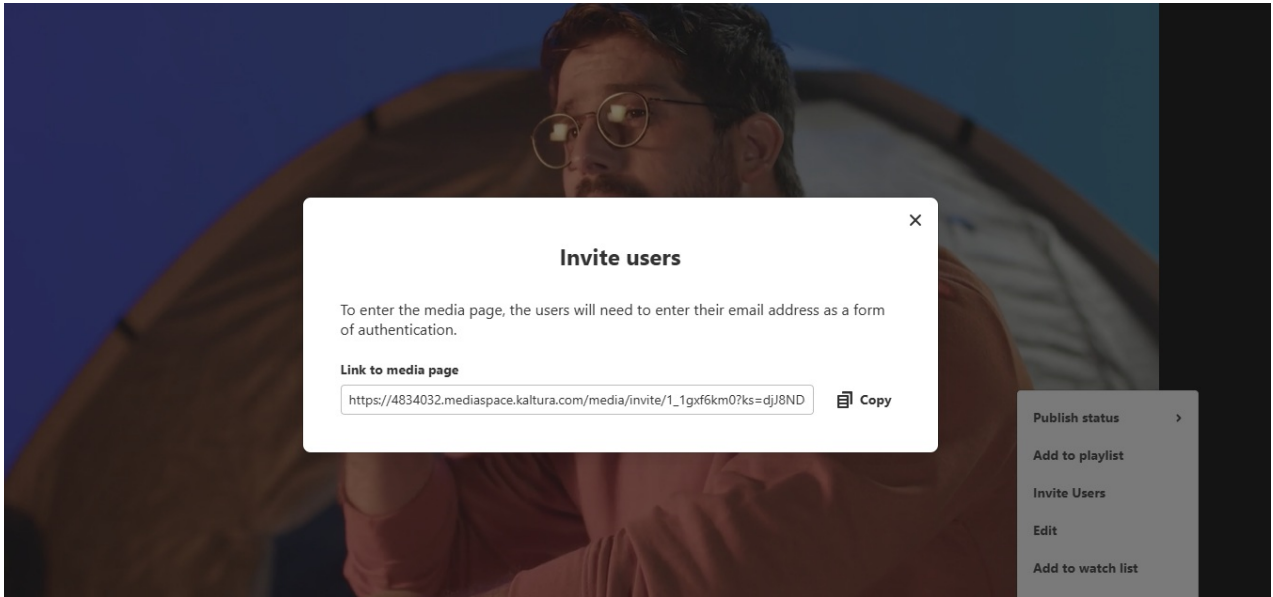 Invite users
To enter the media page, the users will need to enter their email address as a form
of authentication.
Link to media page
https://4834032.mediaspace.kaltura.com/media/invite/1_1gxf6km0?ks=djJ8ND
Copy
Publish status
Add to playlist
Invite Users
Edit
Add to watch list